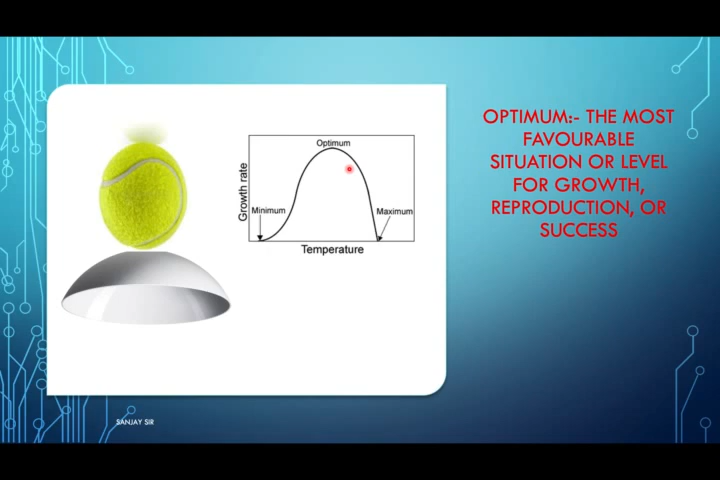 Optimum
Growth rate
Minimum
Maximum
Temperature
OPTIMUM:- THE MOST
FAVOURABLE
SITUATION OR LEVEL
FOR GROWTH,
REPRODUCTION, OR
SUCCESS
SANJAY SIR